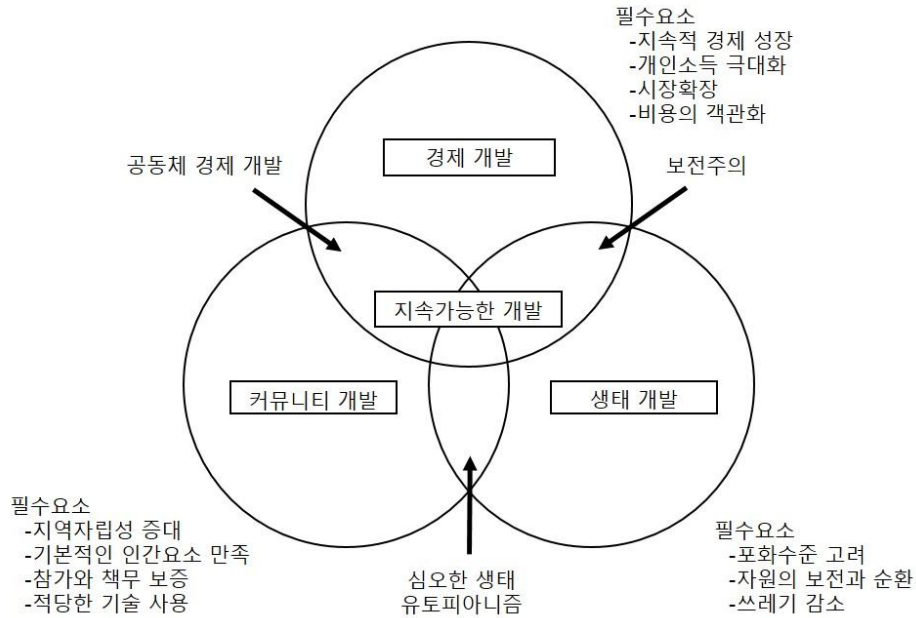 필수요소
-지속적 경제 성장
-개인소득 극대화
-시장확장
-비용의 객관화
공동체 경제 개발
경제 개발
보전주의
지속가능한 개발
커뮤니티 개발
생태 개발
필수요소
-지역자립성 증대
-기본적인 인간요소 만족
-참가와 책무 보증
-적당한 기술 사용
심오한 생태
유토피아니즘
필수요소
-포화수준 고려
-자원의 보전과 순환
-쓰레기 감소